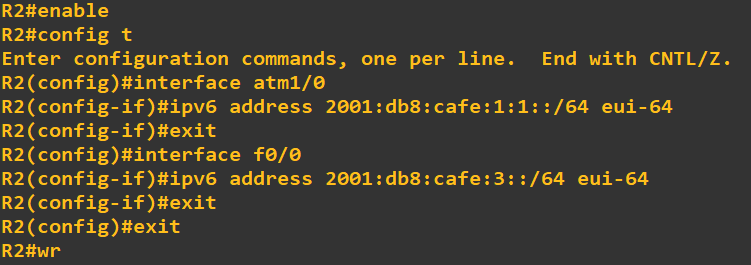 R2#enable
R2#config t
Enter configuration commands, one per line.  End with CNTL/Z.
R2(config)#interface atm1/0
R2(config-if)#ipv6 address 2001:db8:cafe:1:1::/64 eui-64
R2(config-if)#exit
R2(config)#interface f0/0
R2(config-if)#ipv6 address 2001:db8:cafe:3::/64 eui-64
R2(config-if)#exit
R2(config)#exit
R2#wr